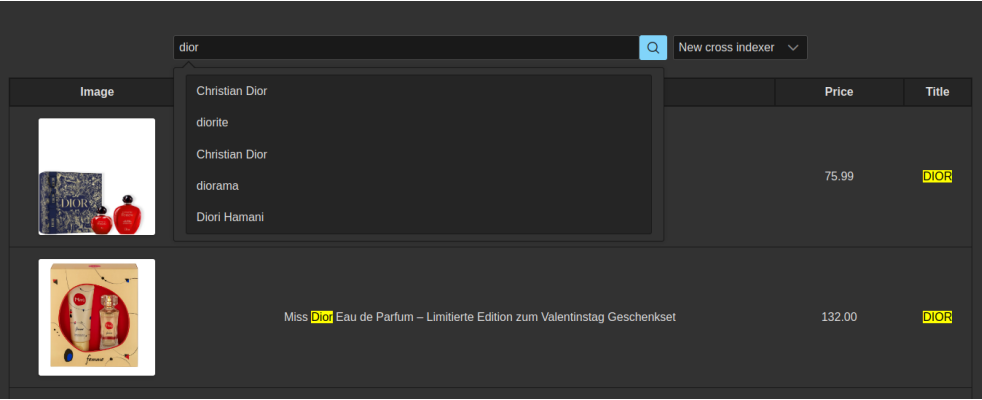 dior
New cross indexer
Image
Price
Title
Christian Dior
diorite
Christian Dior
diorama
Diori Hamani
DIOR
75.99
DIOR
Miss Dior Eau de Parfum – Limitierte Edition zum Valentinstag Geschenkset
132.00
DIOR